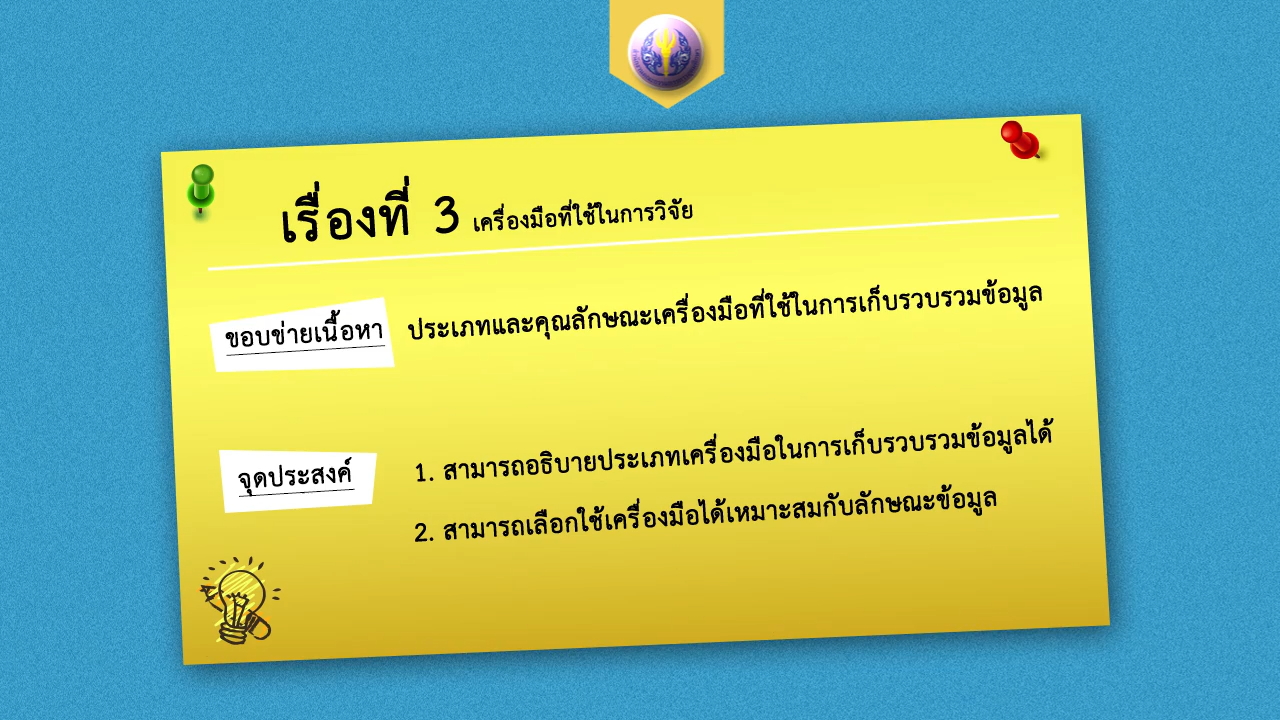 เรื่องที่ 3 เครื่องมือที่ใช้ในการวิจัย
ขอบข่ายเนื้อหา ประเภทและคุณลักษณะเครื่องมือที่ใช้ในการเก็บรวบรวมข้อมูล
จุดประสงค์ 1. สามารถอธิบายประเภทเครื่องมือในการเก็บรวบรวมข้อมูลได้
2. สามารถเลือกใช้เครื่องมือได้เหมาะสมกับลักษณะข้อมูล